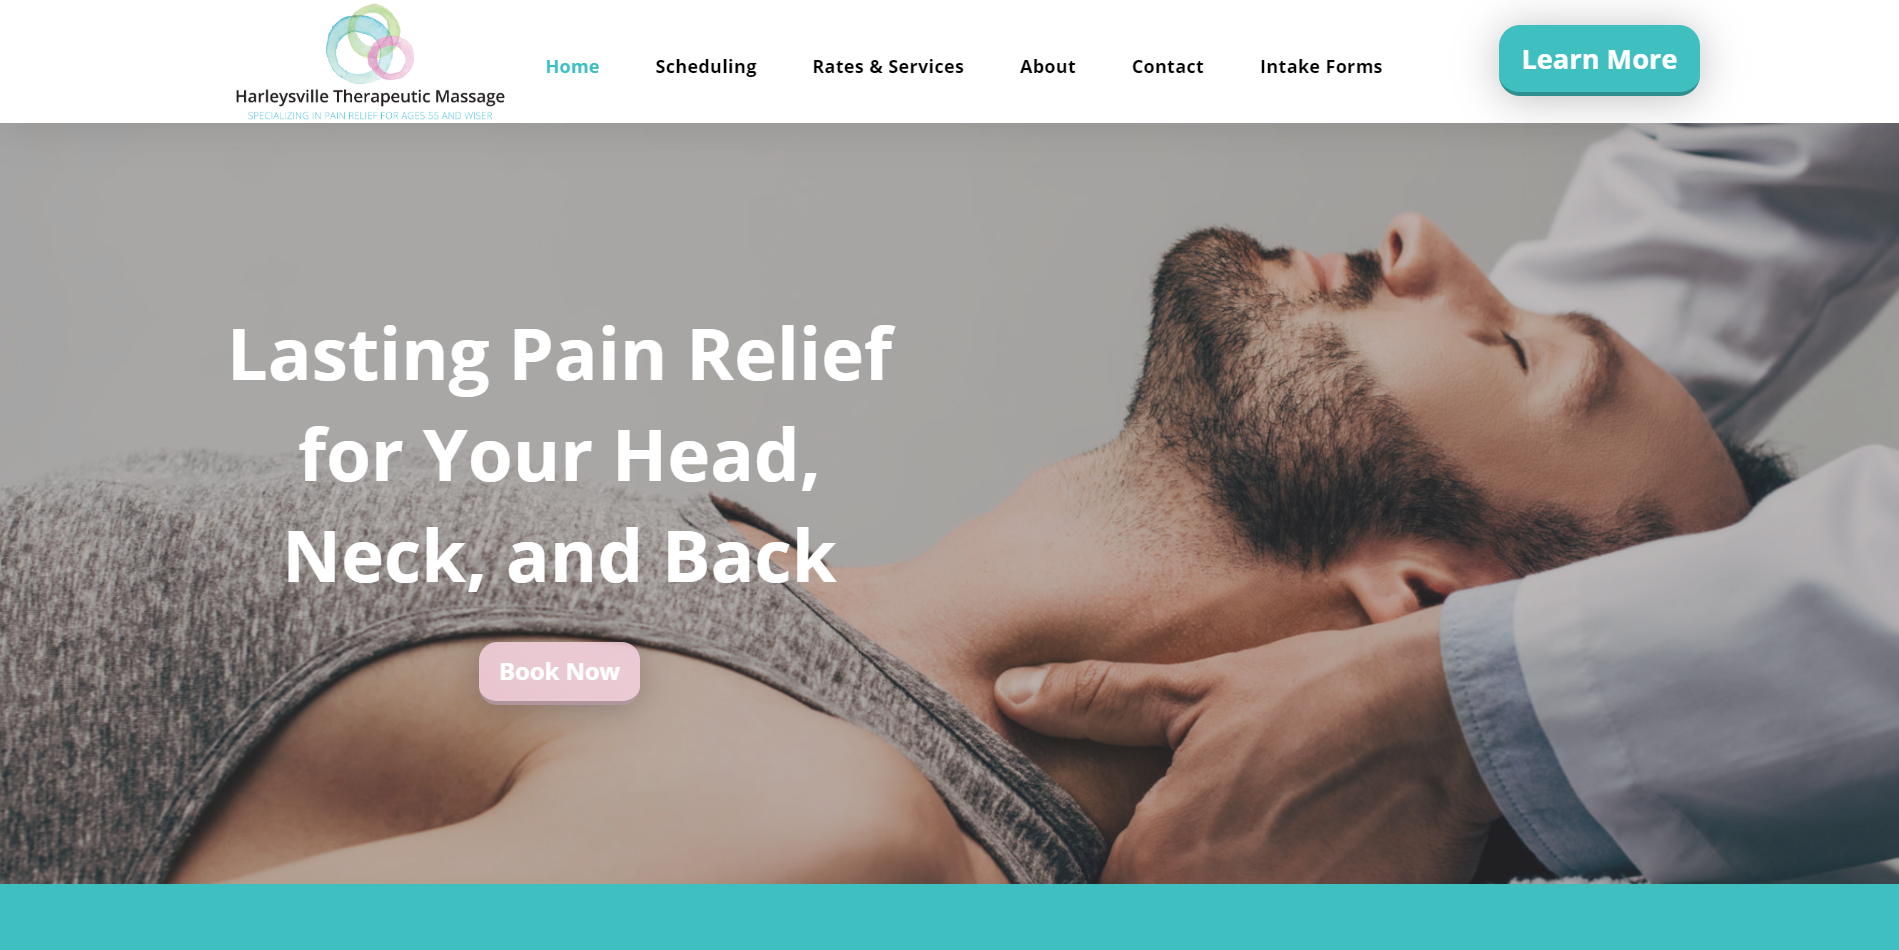 Harleysville Therapeutic Massage
SPECIALIZING IN PAIN RELIEF FOR AGES 55 AND WISER
Home
Scheduling
Rates & Services
About
Contact
Intake Forms
Learn More
Lasting Pain Relief
for Your Head,
Neck, and Back
Book Now